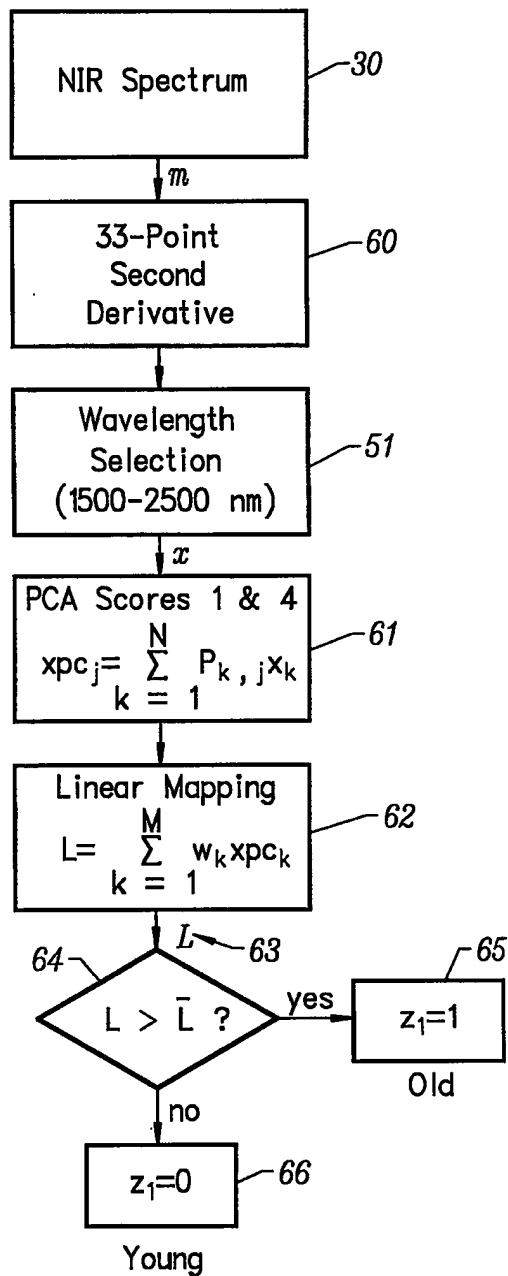 NIR Spectrum
30
m
33-Point
Second
Derivative
60
Wavelength
Selection
(1500-2500 nm)
51
x
PCA Scores 1 & 4
xpc_j= N Σ k = 1 P_k , j x_k
61
Linear Mapping
L= M Σ k = 1 w_k xpc_k
62
L
63
64
L > L̄ ?
yes
65
z_1=1
Old
no
z_1=0
66
Young